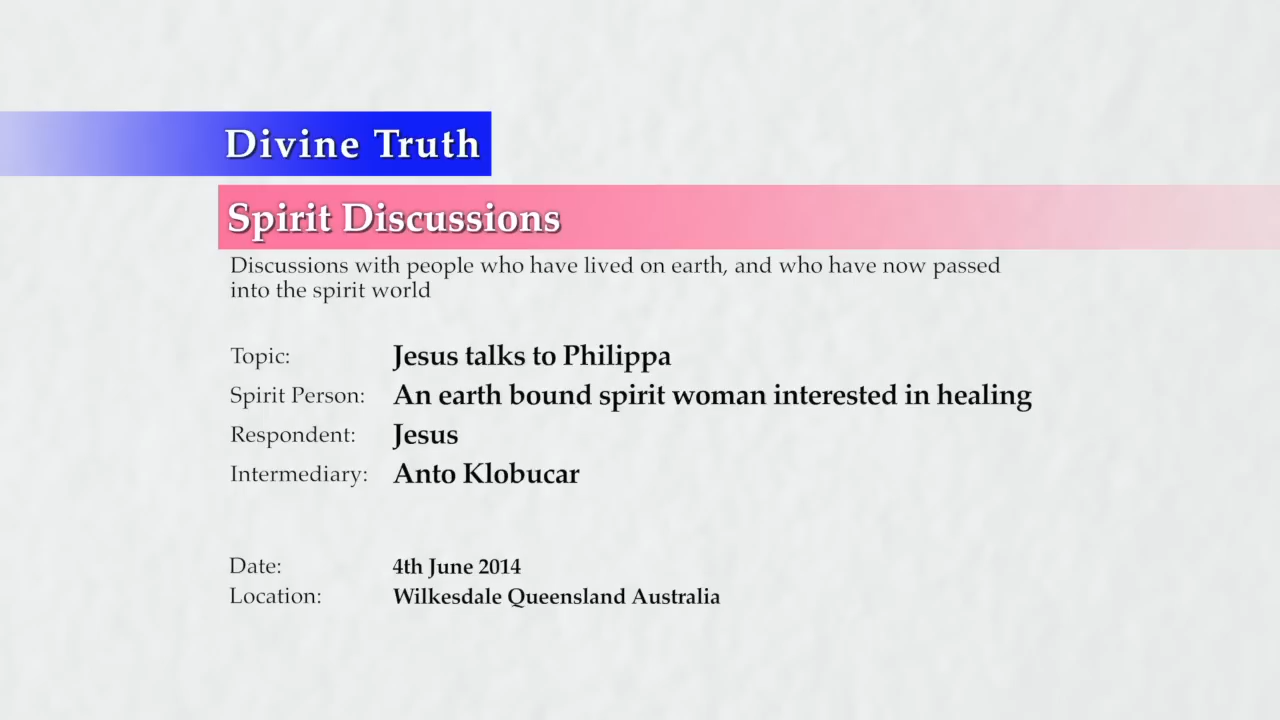 Divine Truth
Spirit Discussions
Discussions with people who have lived on earth, and who have now passed
into the spirit world
Topic: Jesus talks to Philippa
Spirit Person: An earth bound spirit woman interested in healing
Respondent: Jesus
Intermediary: Anto Klobucar
Date: 4th June 2014
Location: Wilkesdale Queensland Australia